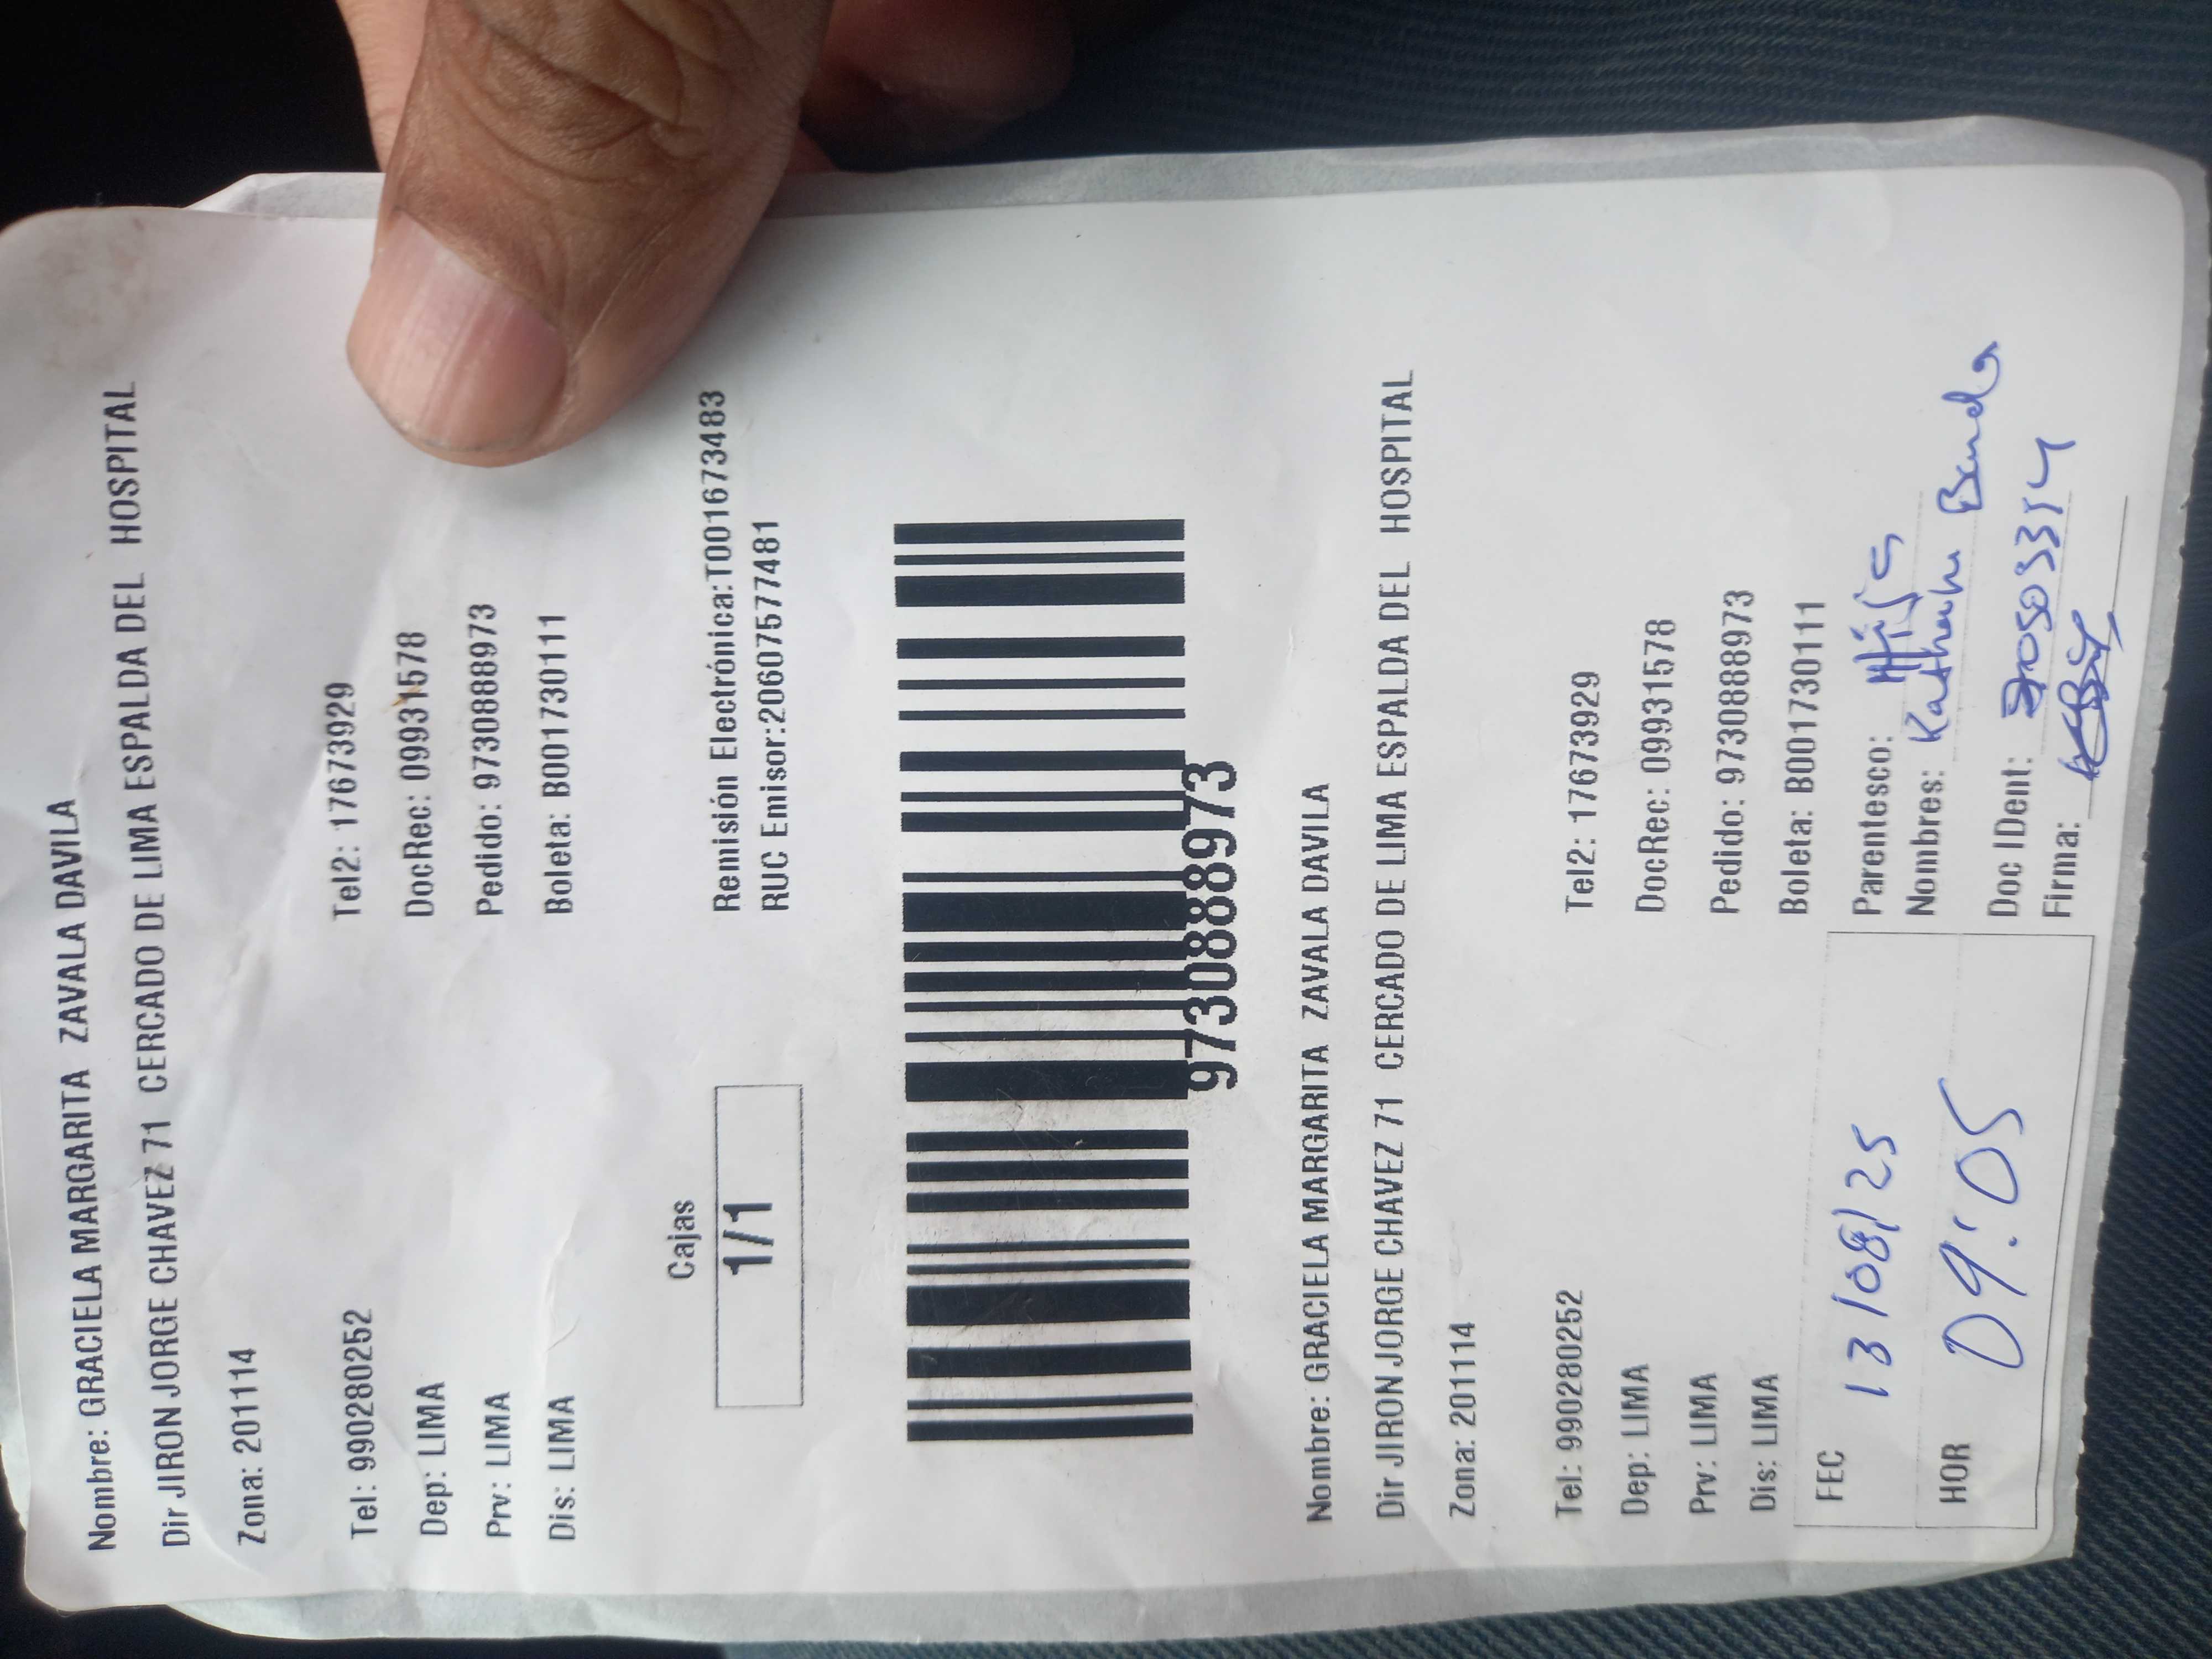 Nombre: GRACIELA MARGARITA ZAVALA DAVILA
Dir JIRON JORGE CHAVEZ 71 CERCADO DE LIMA ESPALDA DEL HOSPITAL
Zona: 201114
Tel: 990280252 Tel2: 17673929
Dep: LIMA DocRec: 09931578
Prv: LIMA Pedido: 9730888973
Dis: LIMA Boleta: B001730111
Cajas
1/1
Remisión Electrónica:T001673483
RUC Emisor:20607577481
9730888973
Nombre: GRACIELA MARGARITA ZAVALA DAVILA
Dir JIRON JORGE CHAVEZ 71 CERCADO DE LIMA ESPALDA DEL HOSPITAL
Zona: 201114
Tel: 990280252 Tel2: 17673929
Dep: LIMA DocRec: 09931578
Prv: LIMA Pedido: 9730888973
Dis: LIMA Boleta: B001730111
FEC 13/08/25 Parentesco: Hija
Nombres:
HOR 09:05 Doc IDent:
Firma: